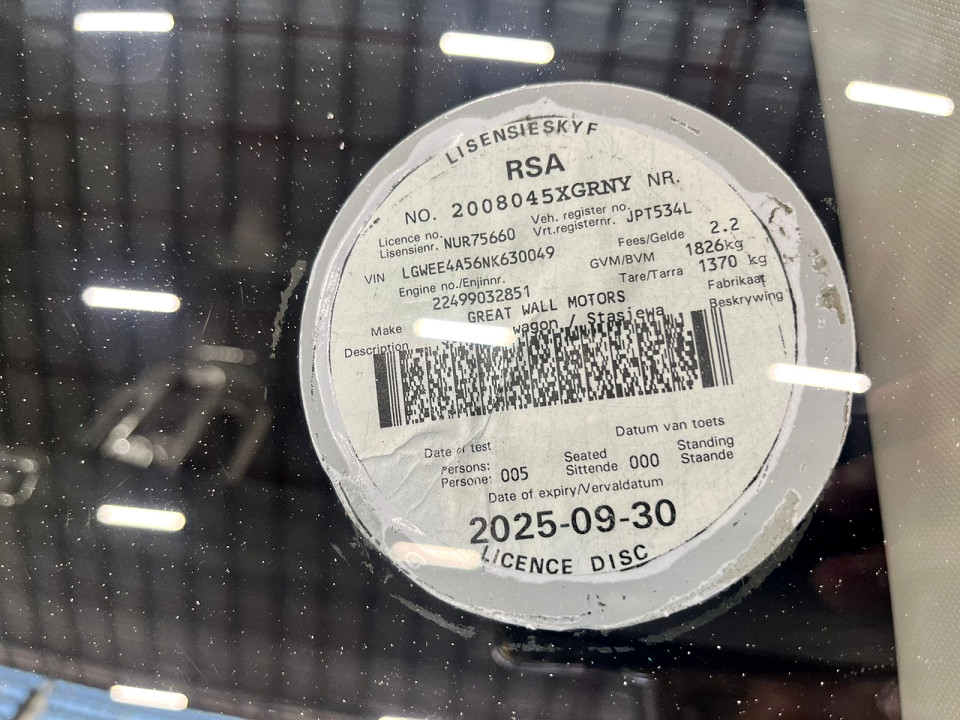 LISENSIESKYF
RSA
NO. 2008045XGRNY NR.
Licence no. Lisensienr. NUR75660 Veh. register no. Vrt.registernr. JPT534L
VIN LGWEE4A56NK630049 Fees/Gelde 2.2
Engine no./Enjinnr. GVM/BVM 1826kg
22499032851 Tare/Tarra 1370 kg
Make GREAT WALL MOTORS Fabrikaat
Description wagon / Stasiewa Beskrywing
Date of test Datum van toets
Persons: Persone: 005 Seated Sittende 000 Standing Staande
Date of expiry/Vervaldatum
2025-09-30
LICENCE DISC